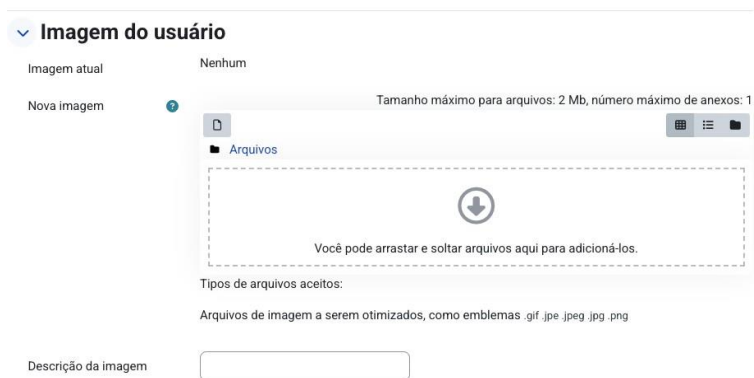 Imagem do usuário
Imagem atual
Nenhum
Nova imagem
?
Tamanho máximo para arquivos: 2 Mb, número máximo de anexos: 1
Arquivos
Você pode arrastar e soltar arquivos aqui para adicioná-los.
Tipos de arquivos aceitos:
Arquivos de imagem a serem otimizados, como emblemas .gif .jpe .jpeg .jpg .png
Descrição da imagem